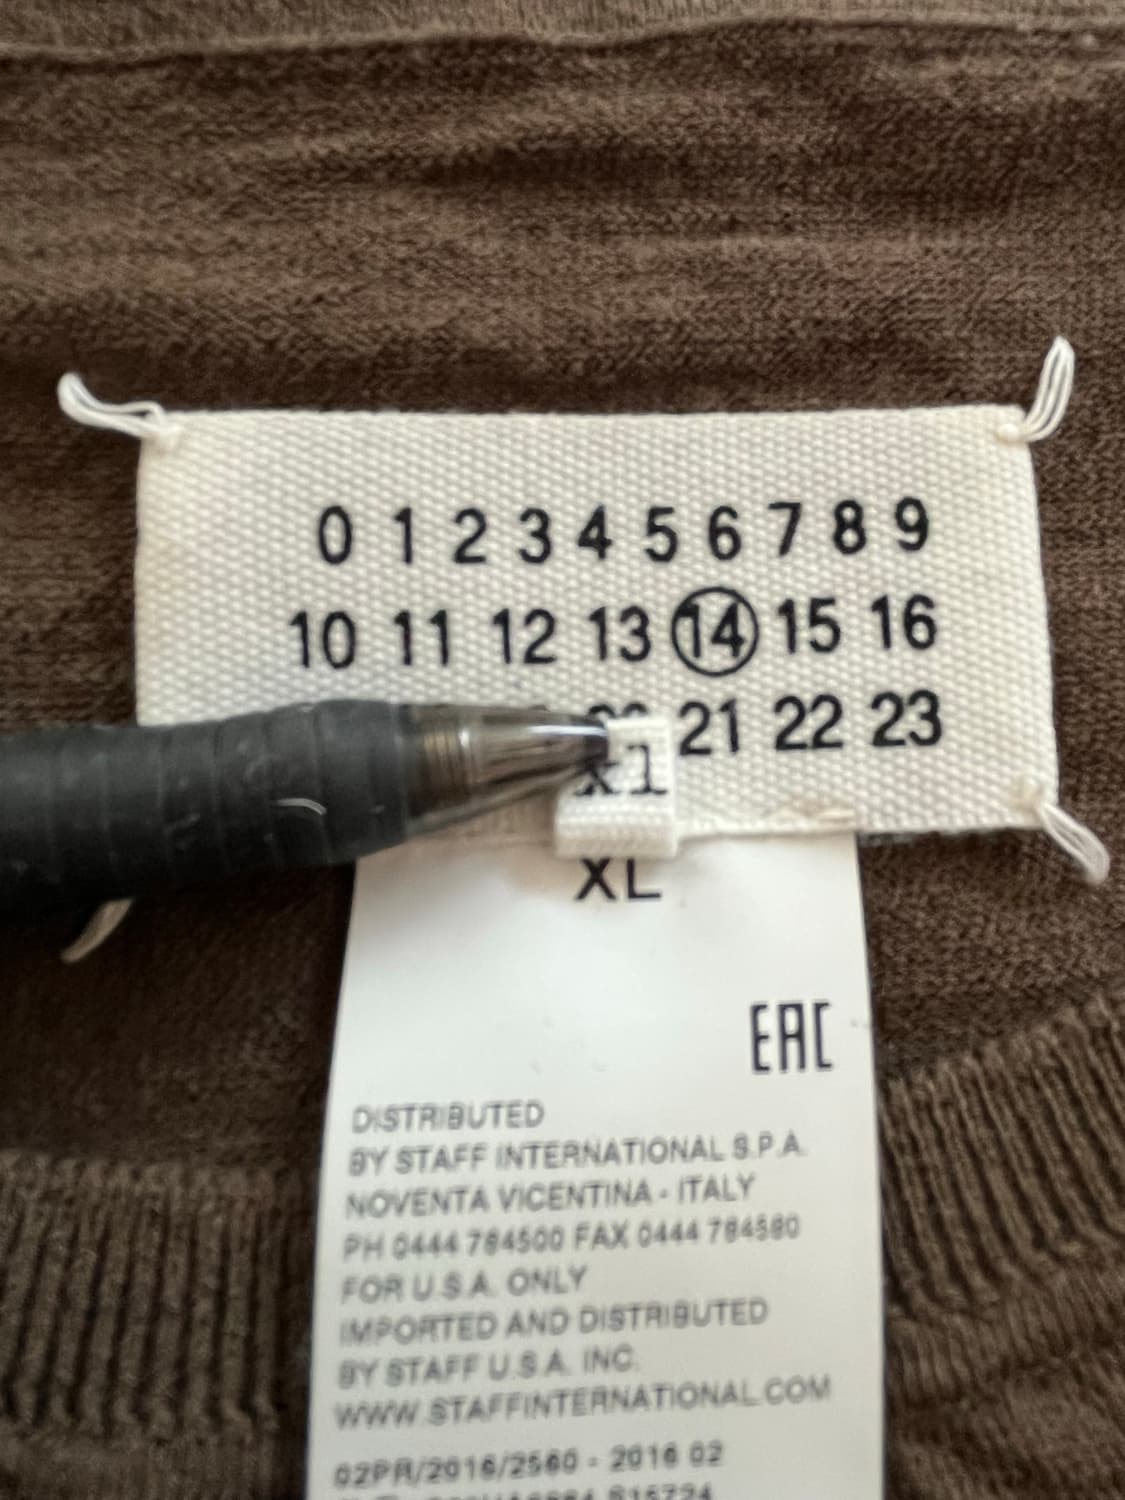 0 1 2 3 4 5 6 7 8 9
10 11 12 13 14 15 16
21 22 23
x1
XL
EAC
DISTRIBUTED
BY STAFF INTERNATIONAL S.P.A.
NOVENTA VICENTINA - ITALY
PH 0444 784500 FAX 0444 784580
FOR U.S.A. ONLY
IMPORTED AND DISTRIBUTED
BY STAFF U.S.A. INC.
WWW.STAFFINTERNATIONAL.COM
02PR/2016/2560 - 2016 02
S15724